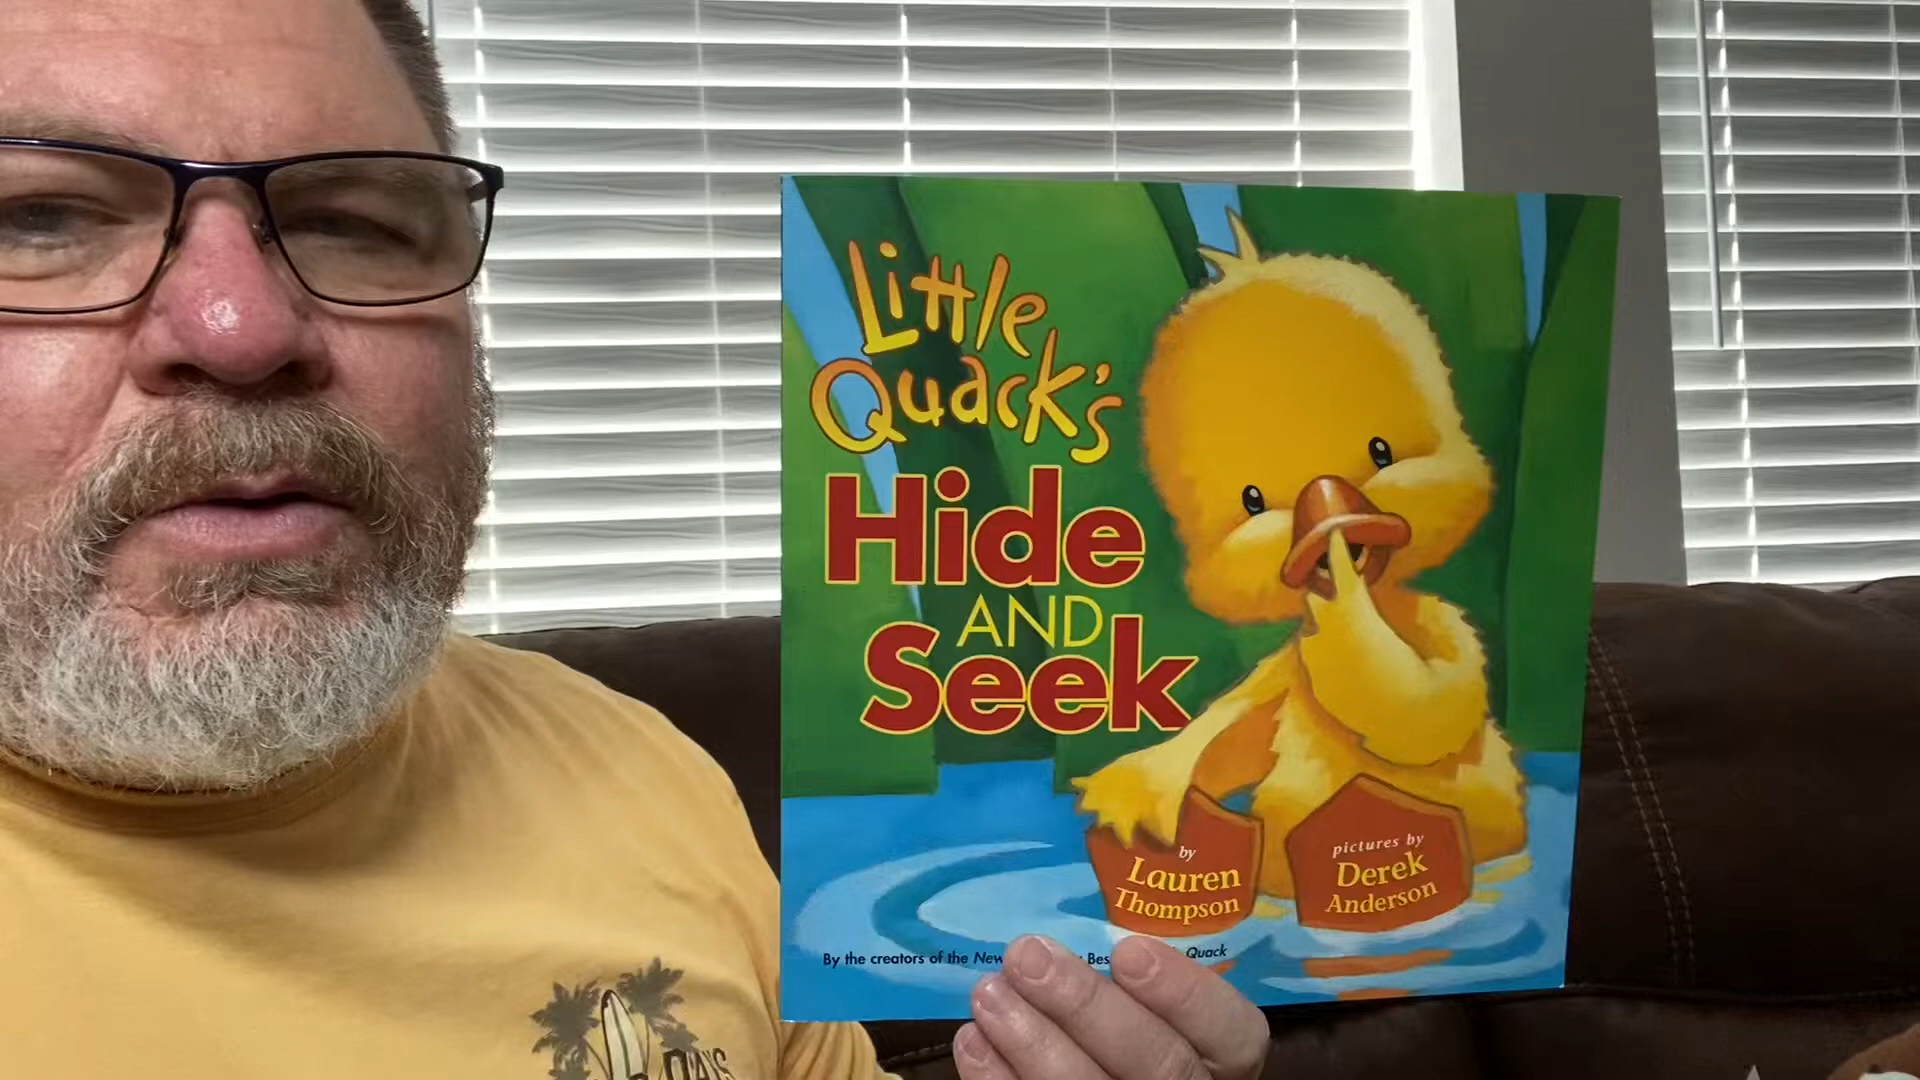 Little
Quack's
Hide
AND
Seek
by
Lauren
Thompson
pictures by
Derek
Anderson
By the creators of the New Bes Quack
DAYS